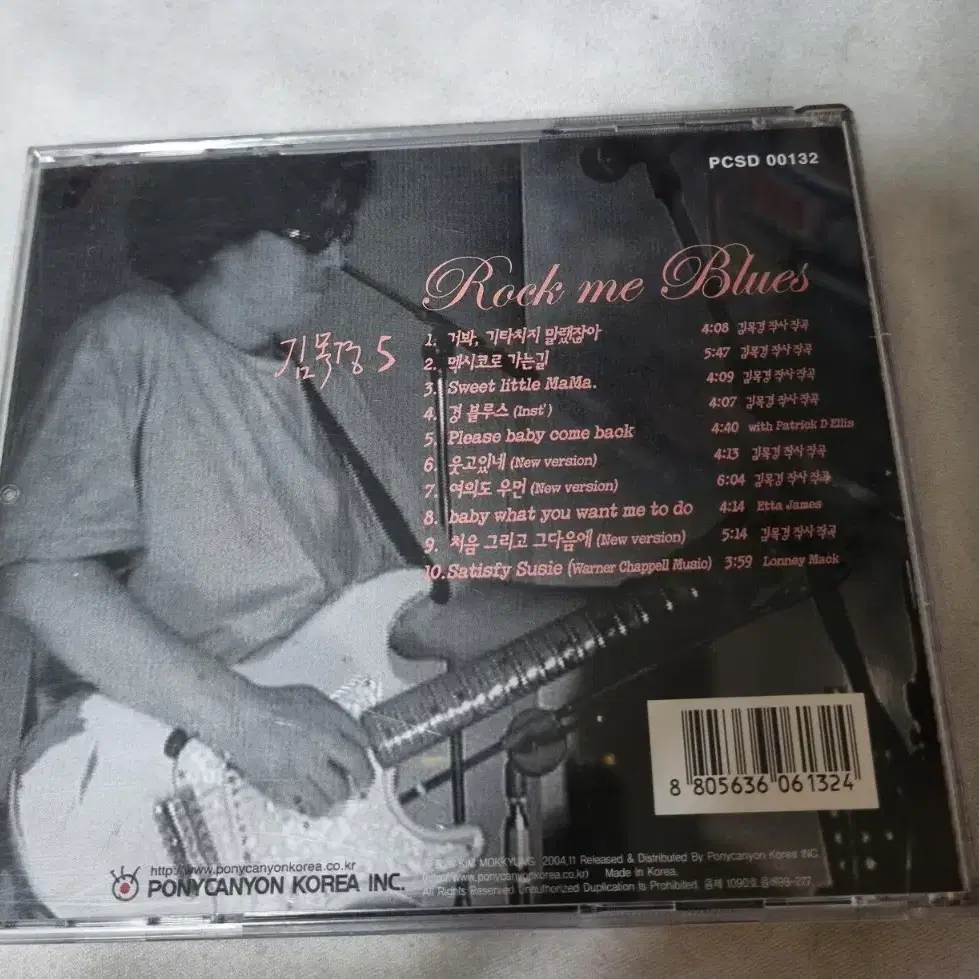 PCSD 00132
Rock me Blues
김목경 5
1. 거봐, 기타치지 말랬잖아 4:08 김목경 작사 작곡
2. 멕시코로 가는길 5:47 김목경 작사 작곡
3. Sweet little MaMa. 4:09 김목경 작사 작곡
4. 경 블루스 (Inst') 4:07 김목경 작사 작곡
5. Please baby come back 4:40 with Patrick D Ellis
6. 웃고있네 (New version) 4:13 김목경 작사 작곡
7. 여의도 우먼 (New version) 6:04 김목경 작사 작곡
8. baby what you want me to do 4:14 Etta James
9. 처음 그리고 그다음에 (New version) 5:14 김목경 작사 작곡
10. Satisfy Susie (Warner Chappell Music) 3:59 Lonney Mack
8 805636 061324
http://www.ponycanyonkorea.co.kr
PONYCANYON KOREA INC.
KIM MOKKYUNG 2004.11 Released & Distributed By Ponycanyon Korea INC.
(http://www.ponycanyonkorea.co.kr) Made in Korea.
All Rights Reserved. Unauthorized Duplication is Prohibited.